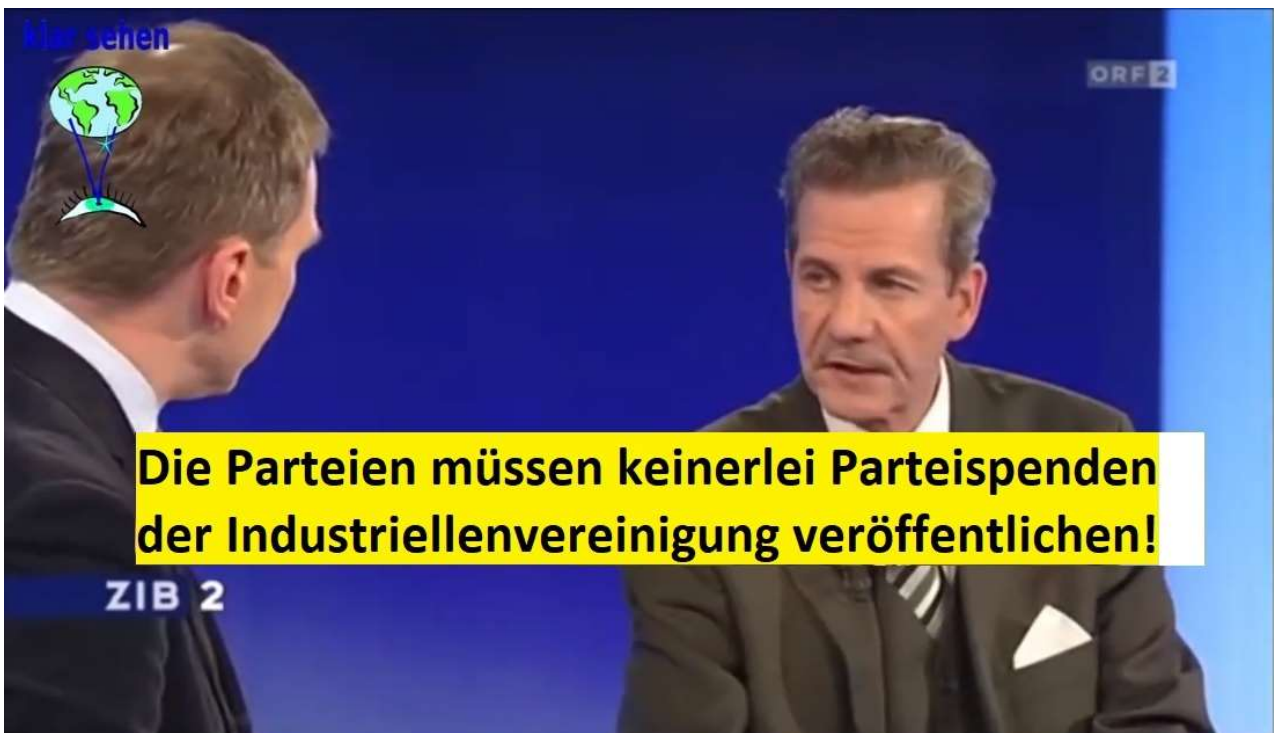 klar sehen
ORF 2
Die Parteien müssen keinerlei Parteispenden
der Industriellenvereinigung veröffentlichen!
ZIB 2